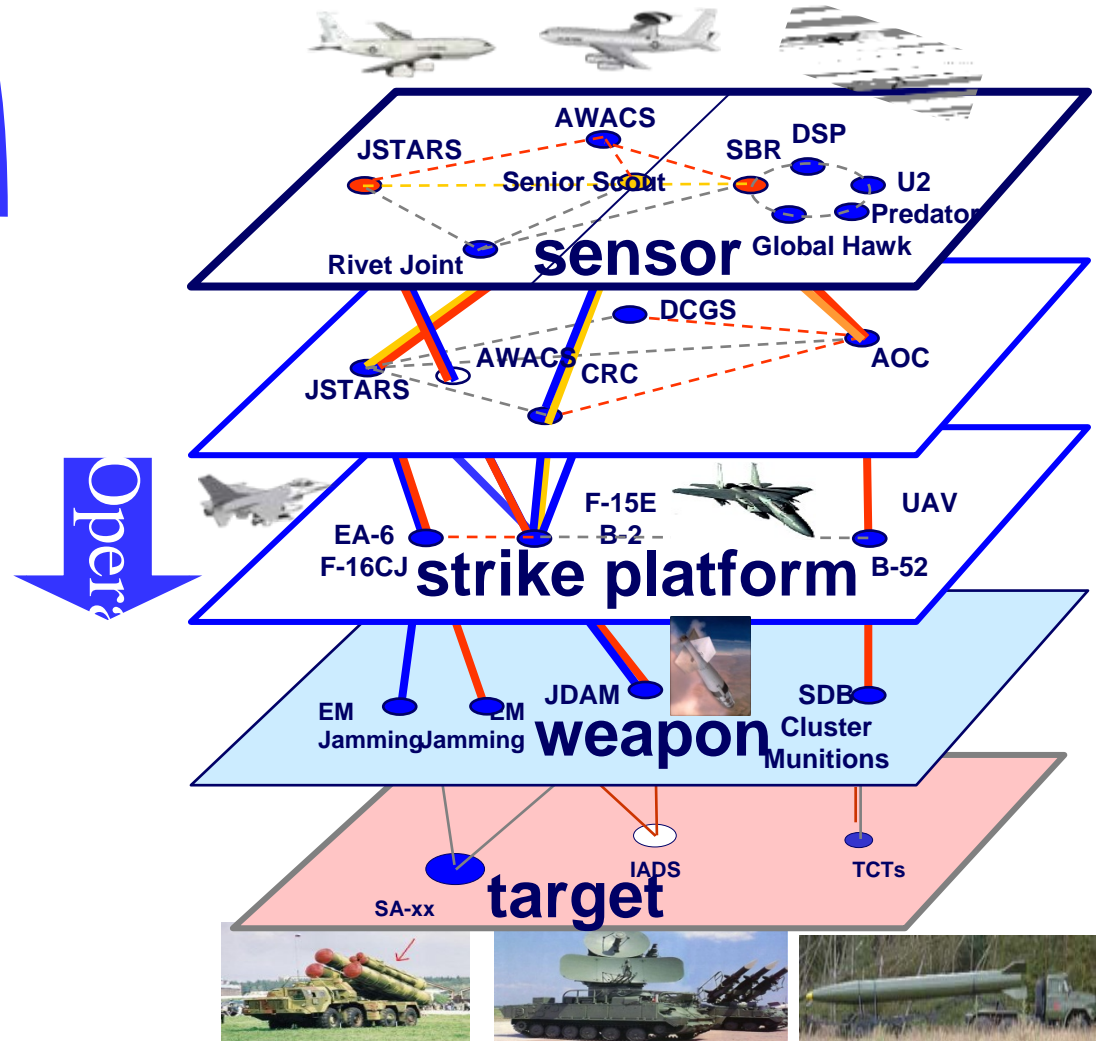 AWACS
JSTARS
DSP
SBR
Senior Scout
U2
Predator
Rivet Joint
sensor
Global Hawk
DCGS
AWACS
CRC
AOC
JSTARS
F-15E
B-2
UAV
EA-6
F-16CJ
strike platform
B-52
EM
Jamming
EM
Jamming
JDAM
weapon
SDB
Cluster
Munitions
SA-xx
target
IADS
TCTs